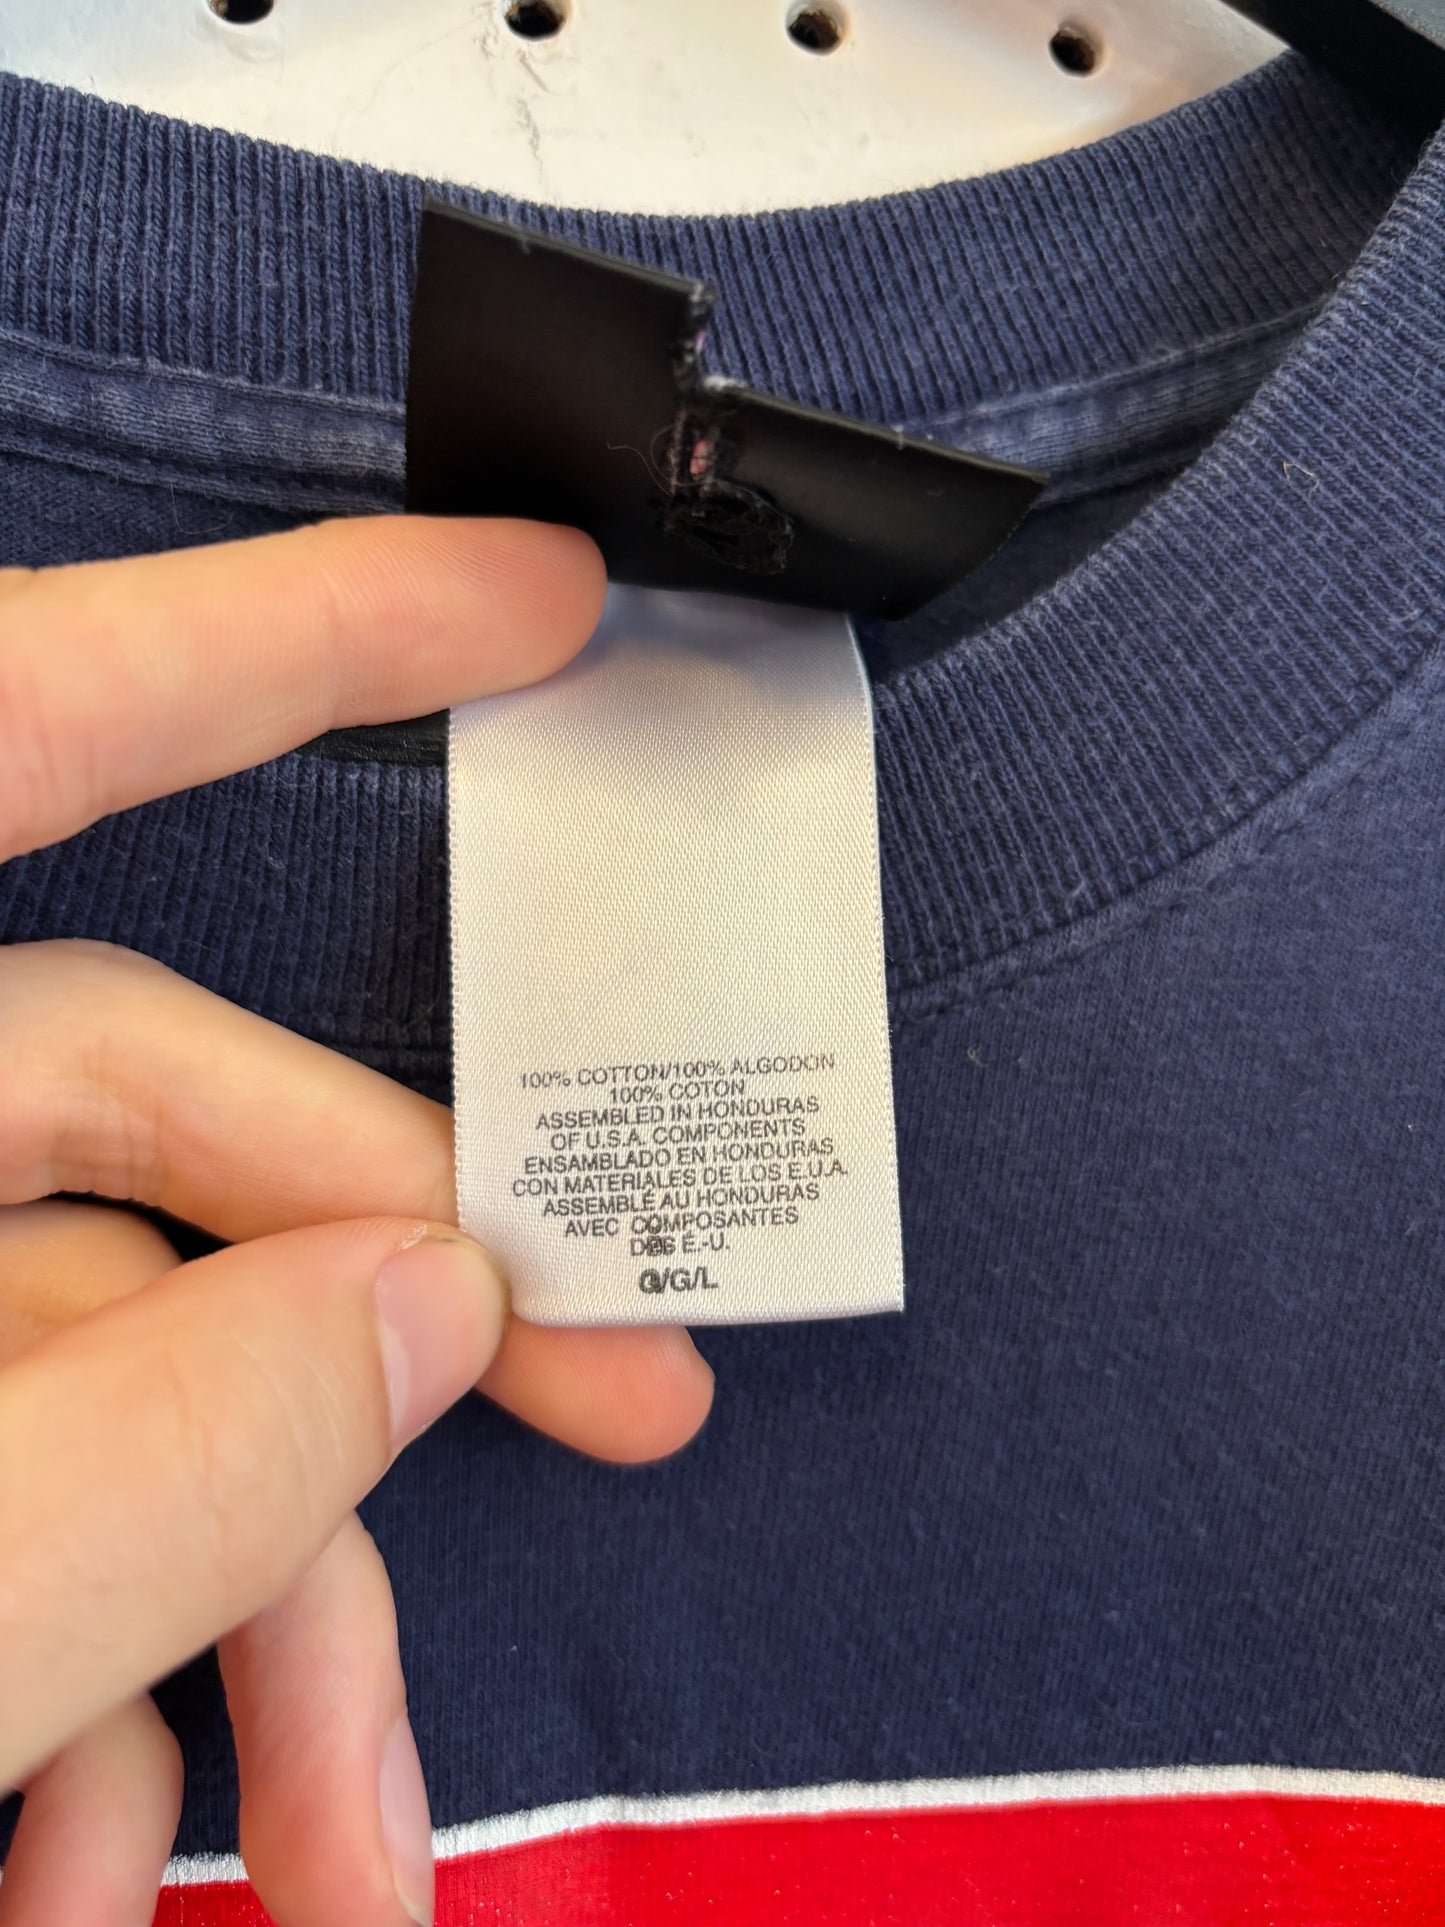 100% COTTON/100% ALGODON
100% COTON
ASSEMBLED IN HONDURAS
OF U.S.A. COMPONENTS
ENSAMBLADO EN HONDURAS
CON MATERIALES DE LOS E.U.A.
ASSEMBLÉ AU HONDURAS
AVEC COMPOSANTES
DES É.-U.
G/G/L